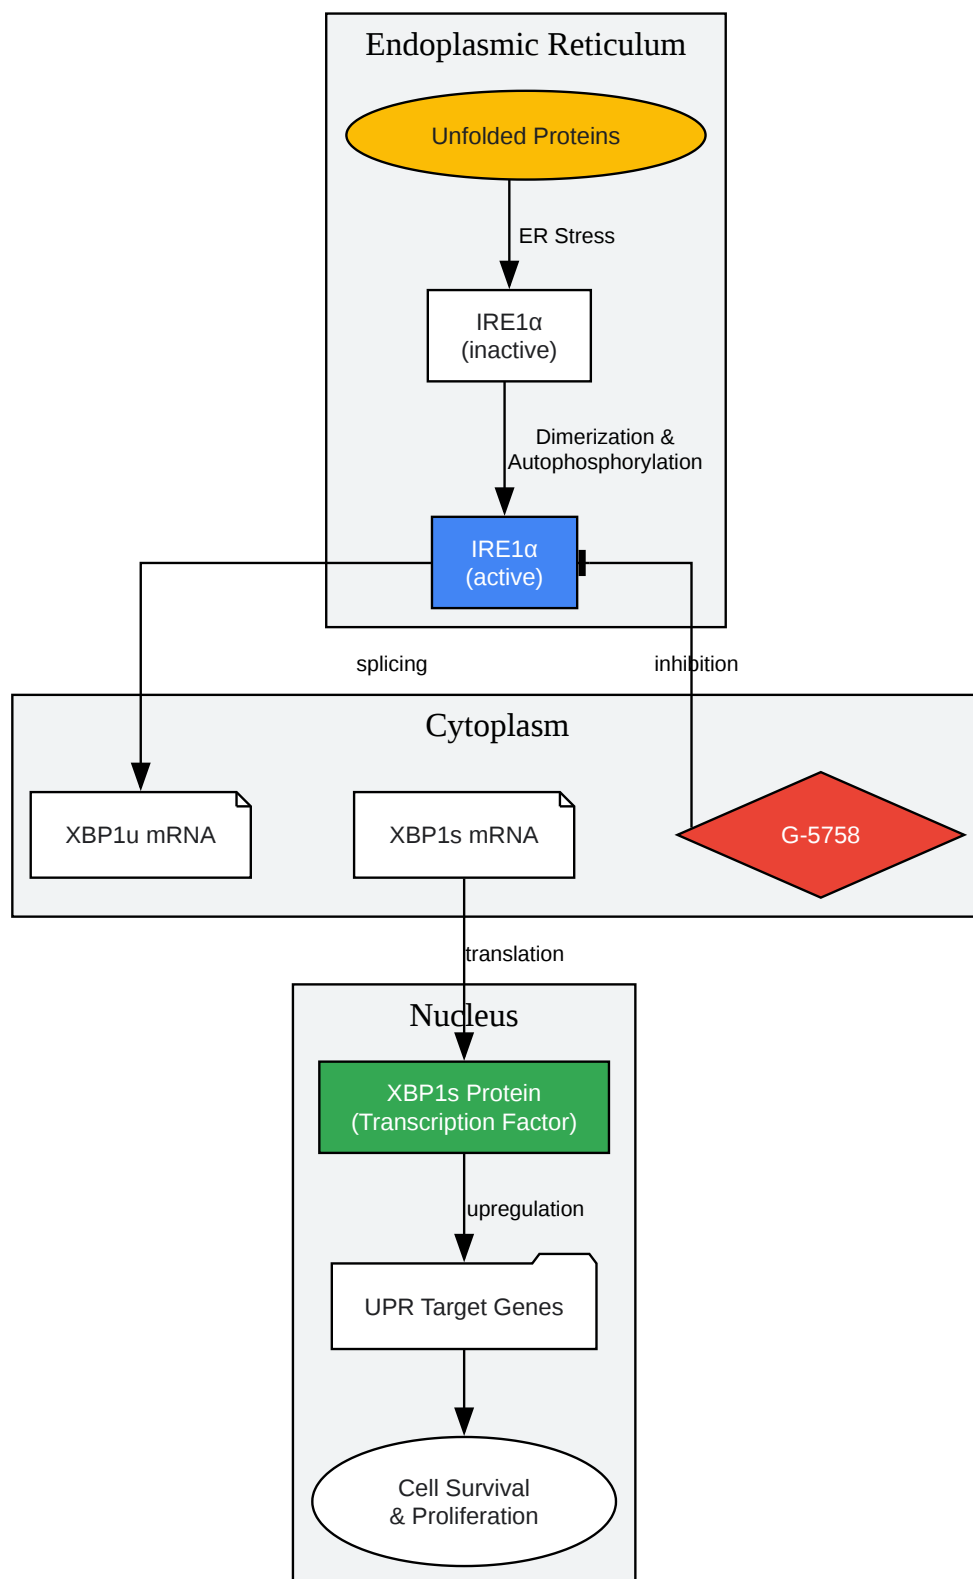 Endoplasmic Reticulum
Unfolded Proteins
ER Stress
IRE1α
(inactive)
Dimerization &
Autophosphorylation
IRE1α
(active)
splicing
inhibition
Cytoplasm
XBP1u mRNA
XBP1s mRNA
G-5758
translation
Nucleus
XBP1s Protein
(Transcription Factor)
upregulation
UPR Target Genes
Cell Survival
& Proliferation